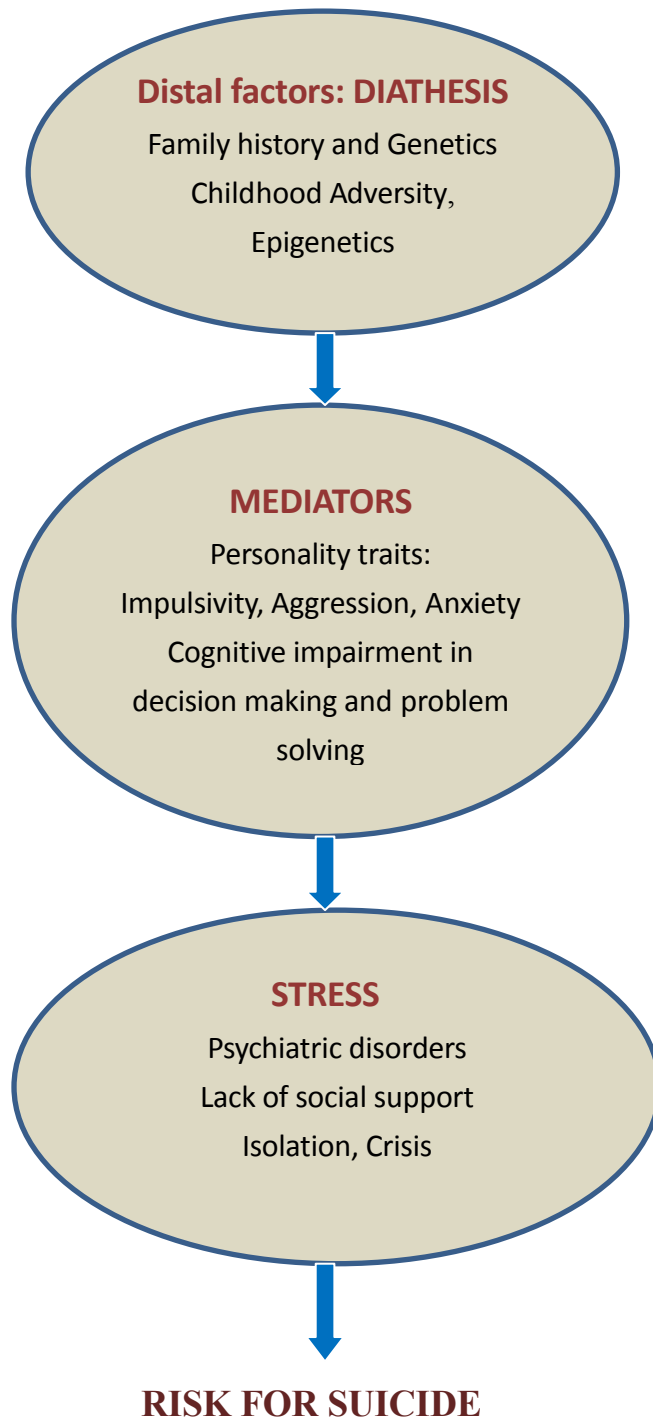 Distal factors: DIATHESIS
Family history and Genetics
Childhood Adversity,
Epigenetics
MEDIATORS
Personality traits:
Impulsivity, Aggression, Anxiety
Cognitive impairment in
decision making and problem
solving
STRESS
Psychiatric disorders
Lack of social support
Isolation, Crisis
RISK FOR SUICIDE